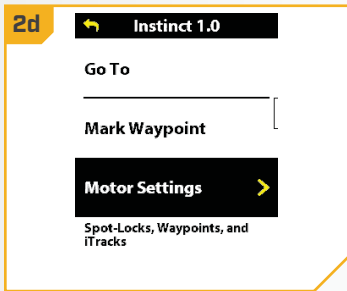 2d
Instinct 1.0
Go To
Mark Waypoint
Motor Settings
Spot-Locks, Waypoints, and
iTracks